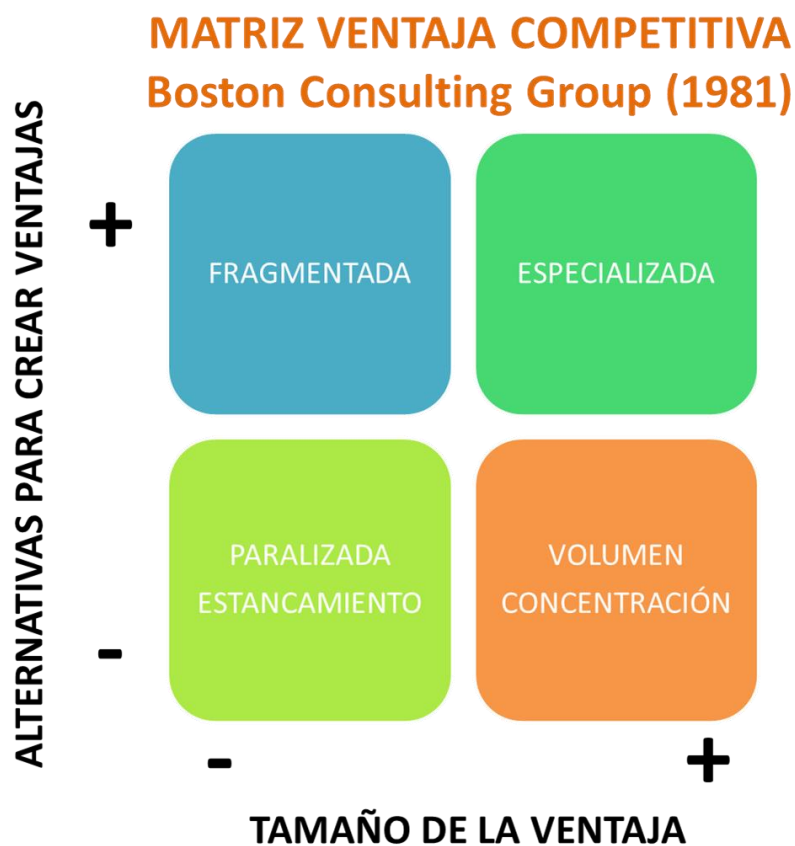 MATRIZ VENTAJA COMPETITIVA
Boston Consulting Group (1981)
ALTERNATIVAS PARA CREAR VENTAJAS
+
FRAGMENTADA
ESPECIALIZADA
PARALIZADA
ESTANCAMIENTO
VOLUMEN
CONCENTRACIÓN
-
-
+
TAMAÑO DE LA VENTAJA